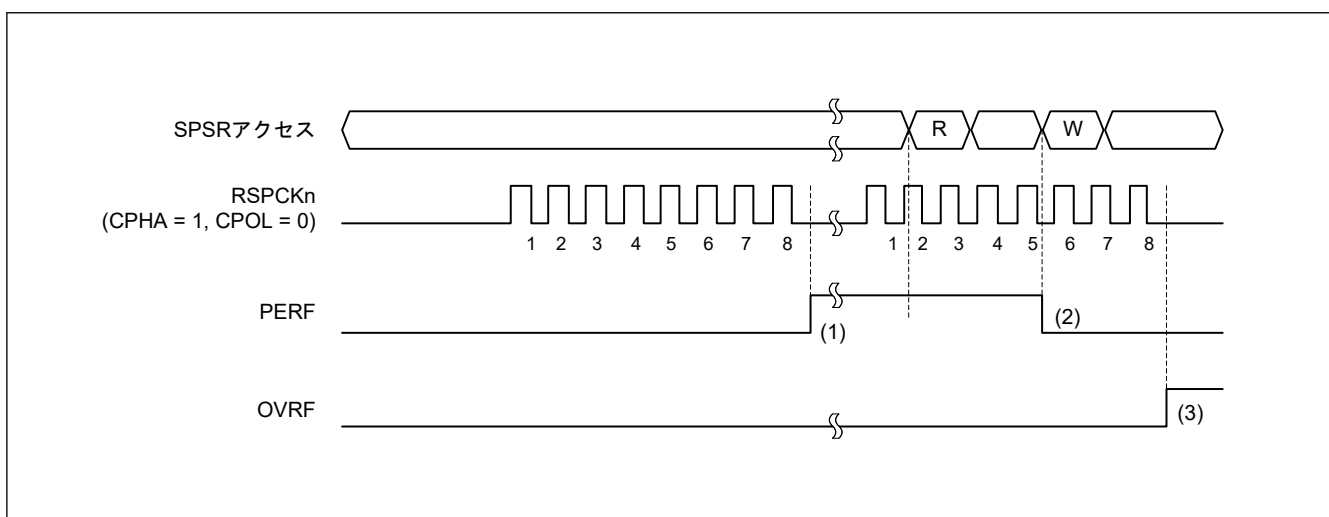 SPSRアクセス
R
W
RSPCKn
(CPHA = 1, CPOL = 0)
1 2 3 4 5 6 7 8 1 2 3 4 5 6 7 8
PERF
(1)
(2)
OVRF
(3)